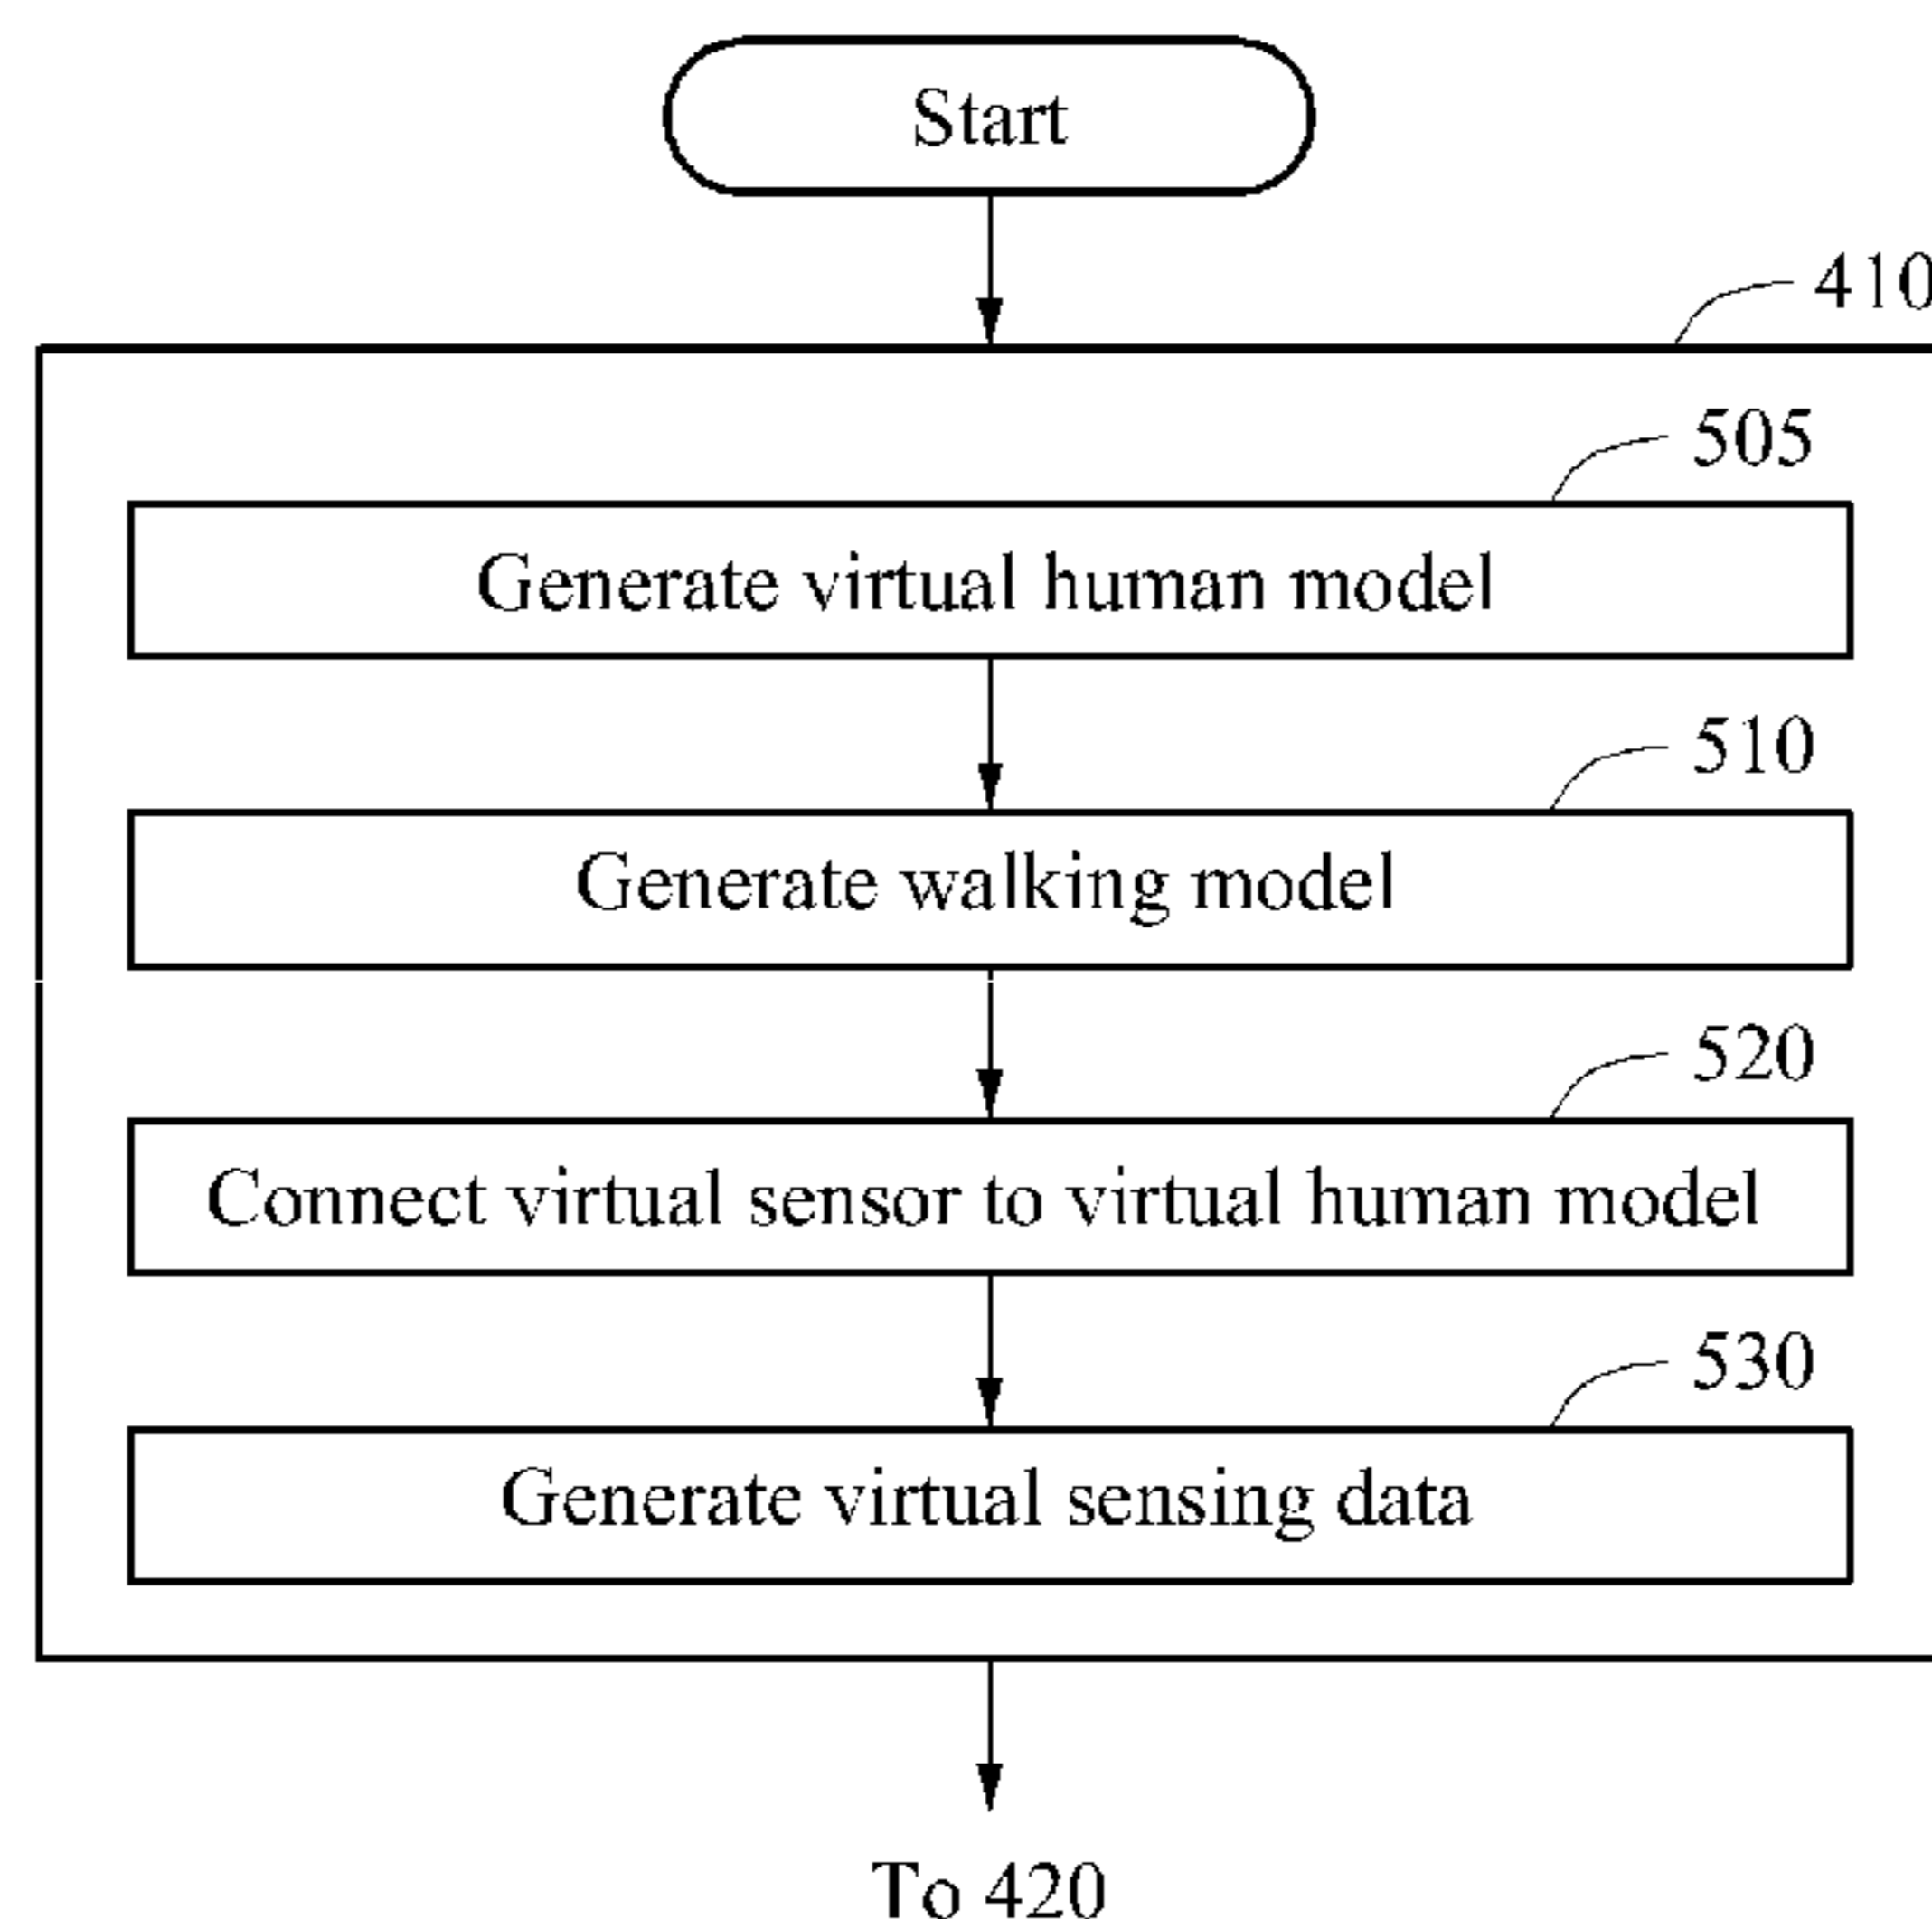 Start
410
505
Generate virtual human model
510
Generate walking model
520
Connect virtual sensor to virtual human model
530
Generate virtual sensing data
To 420